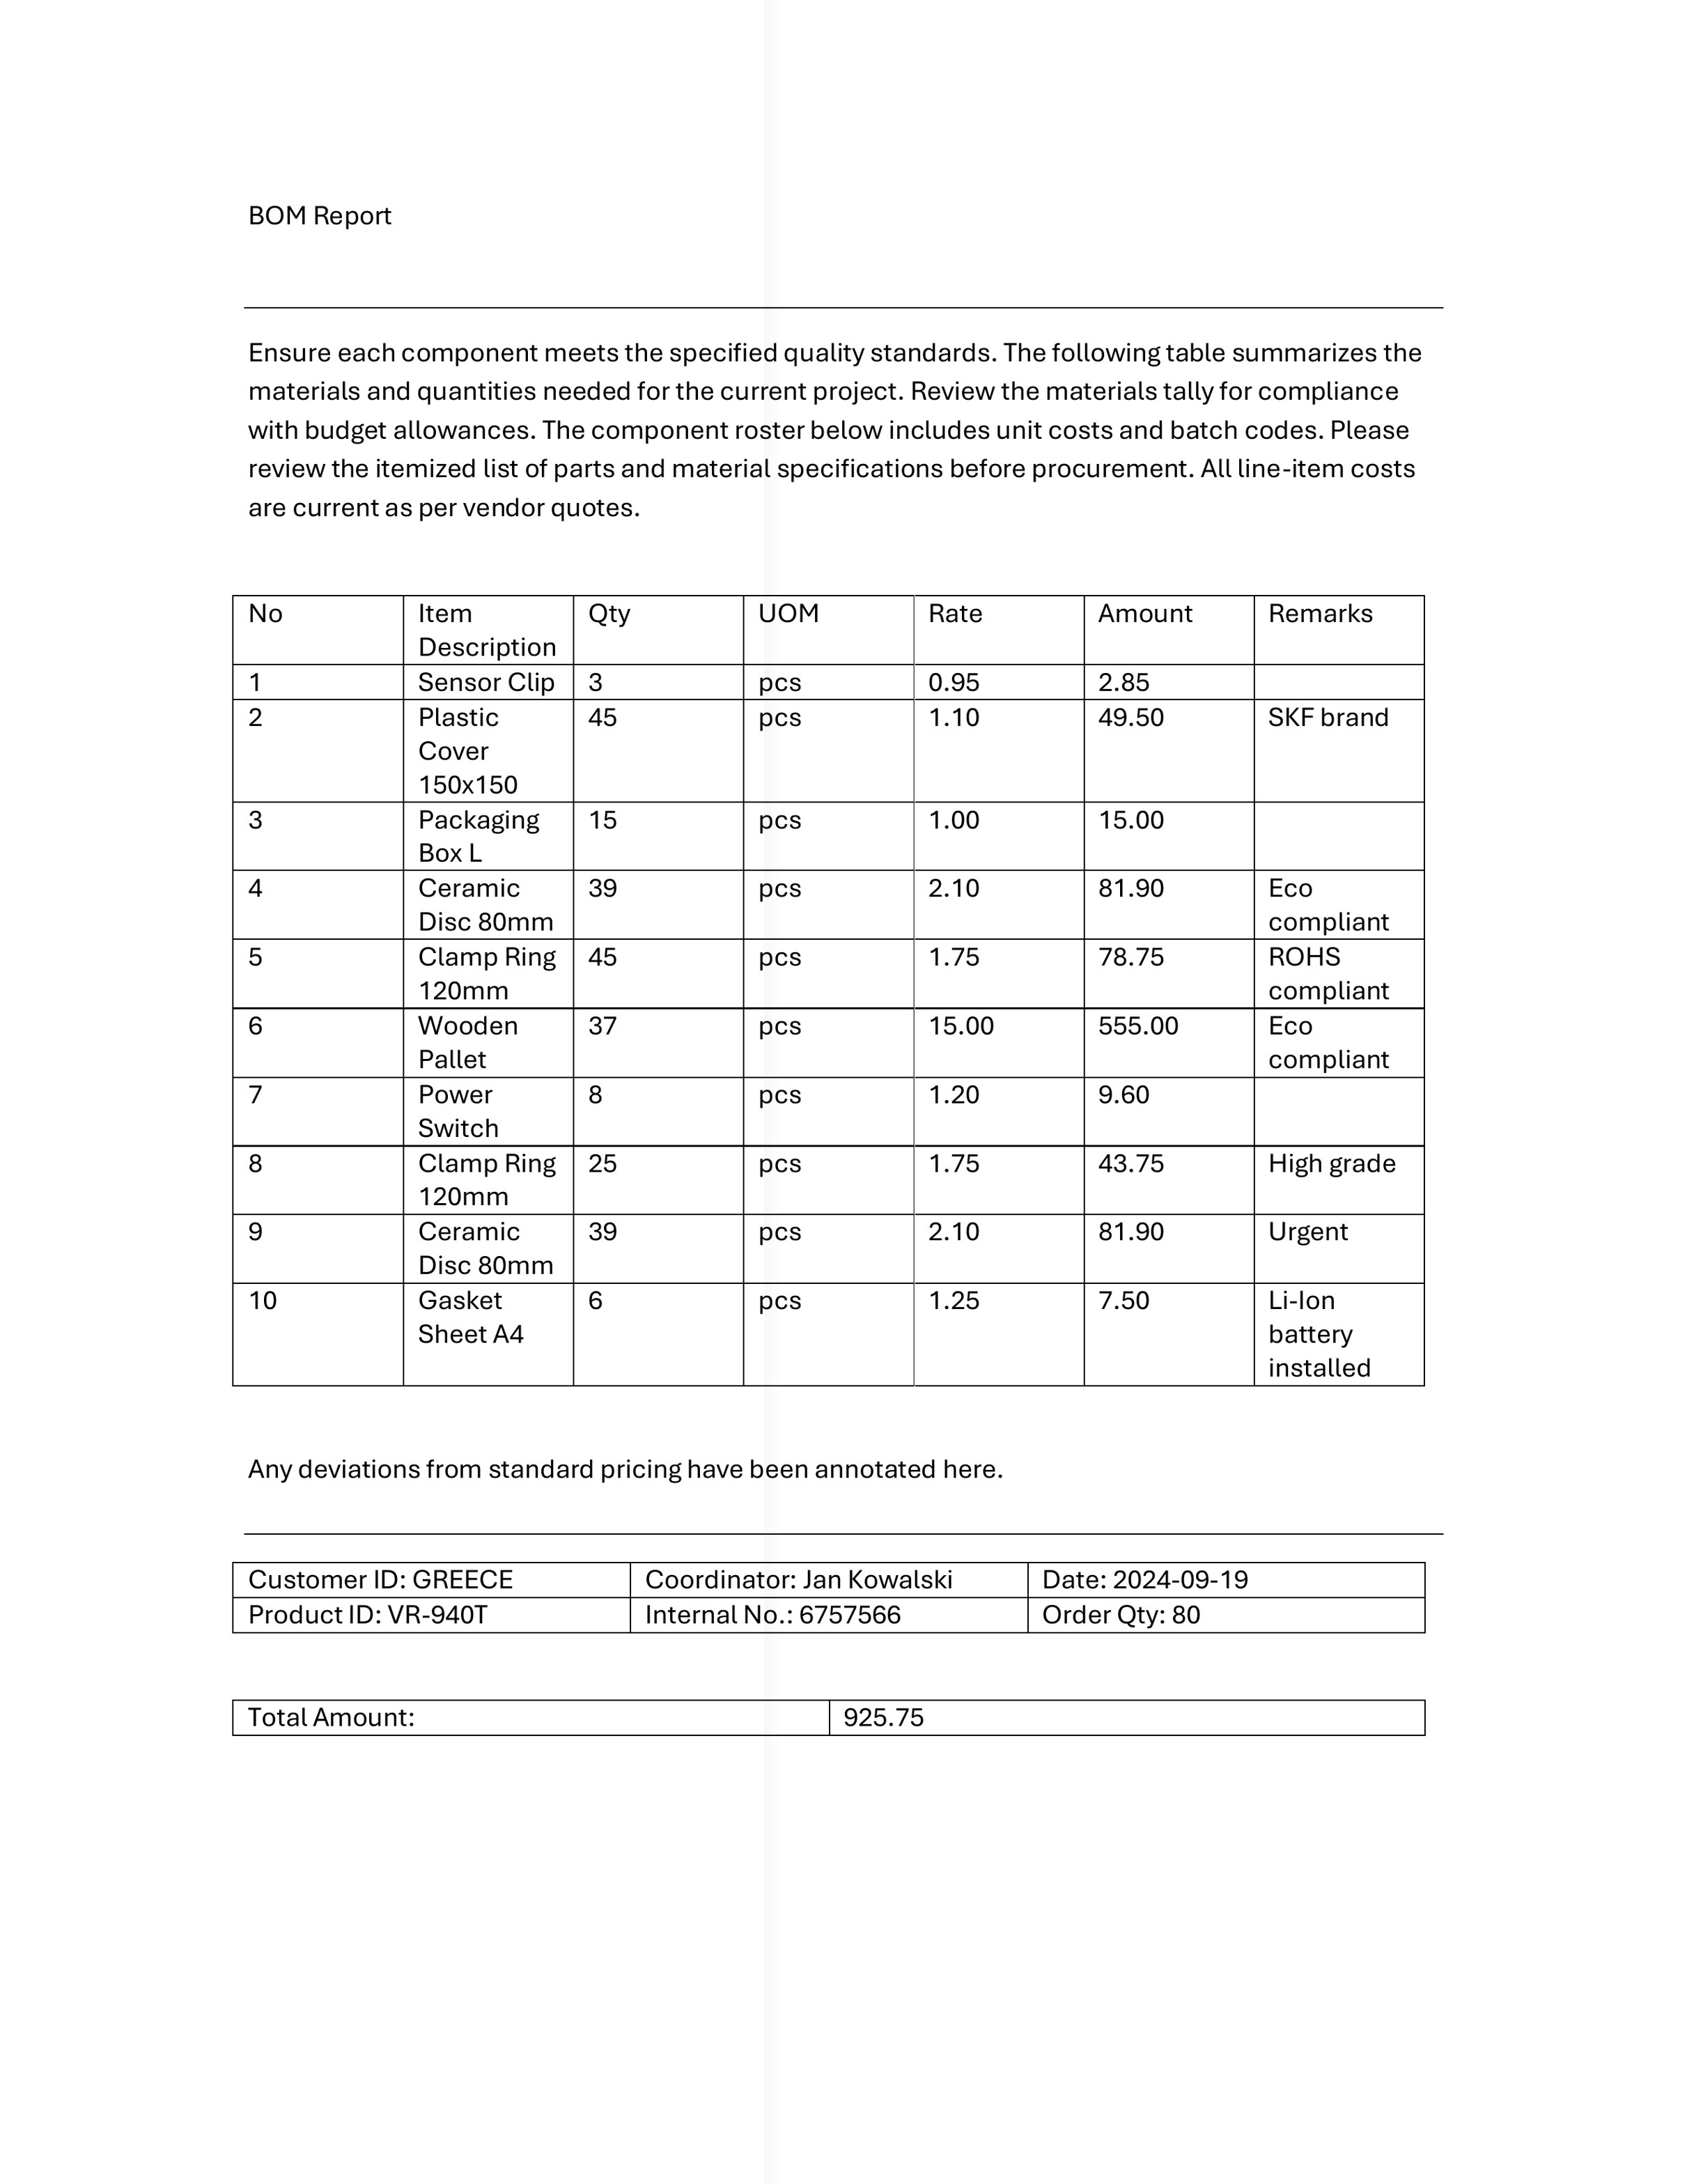 BOM Report
Ensure each component meets the specified quality standards. The following table summarizes the
materials and quantities needed for the current project. Review the materials tally for compliance
with budget allowances. The component roster below includes unit costs and batch codes. Please
review the itemized list of parts and material specifications before procurement. All line-item costs
are current as per vendor quotes.
No Item Description Qty UOM Rate Amount Remarks
1 Sensor Clip 3 pcs 0.95 2.85
2 Plastic Cover 150x150 45 pcs 1.10 49.50 SKF brand
3 Packaging Box L 15 pcs 1.00 15.00
4 Ceramic Disc 80mm 39 pcs 2.10 81.90 Eco compliant
5 Clamp Ring 120mm 45 pcs 1.75 78.75 ROHS compliant
6 Wooden Pallet 37 pcs 15.00 555.00 Eco compliant
7 Power Switch 8 pcs 1.20 9.60
8 Clamp Ring 120mm 25 pcs 1.75 43.75 High grade
9 Ceramic Disc 80mm 39 pcs 2.10 81.90 Urgent
10 Gasket Sheet A4 6 pcs 1.25 7.50 Li-Ion battery installed
Any deviations from standard pricing have been annotated here.
Customer ID: GREECE Coordinator: Jan Kowalski Date: 2024-09-19
Product ID: VR-940T Internal No.: 6757566 Order Qty: 80
Total Amount: 925.75